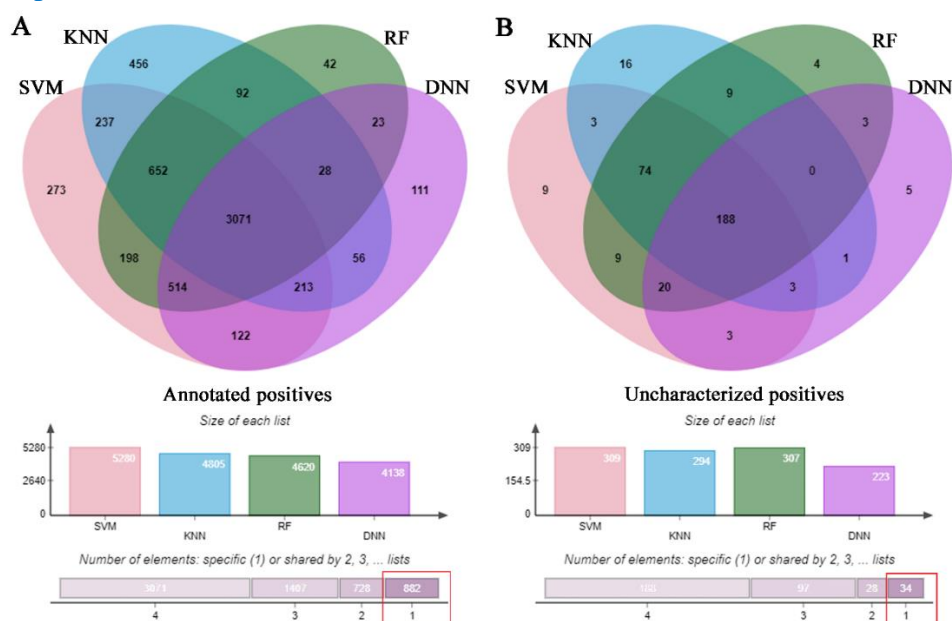 A
KNN
RF
SVM
DNN
456
42
92
237
23
652
28
273
111
3071
198
56
514
213
122
Annotated positives
Size of each list
5280
2640
0
5280
4805
4620
4138
SVM
KNN
RF
DNN
Number of elements: specific (1) or shared by 2, 3, ... lists
3071
1407
728
882
4
3
2
1
B
KNN
RF
SVM
DNN
16
4
9
3
3
74
0
9
5
188
9
1
20
3
3
Uncharacterized positives
Size of each list
309
154.5
0
309
294
307
223
SVM
KNN
RF
DNN
Number of elements: specific (1) or shared by 2, 3, ... lists
188
97
28
34
4
3
2
1